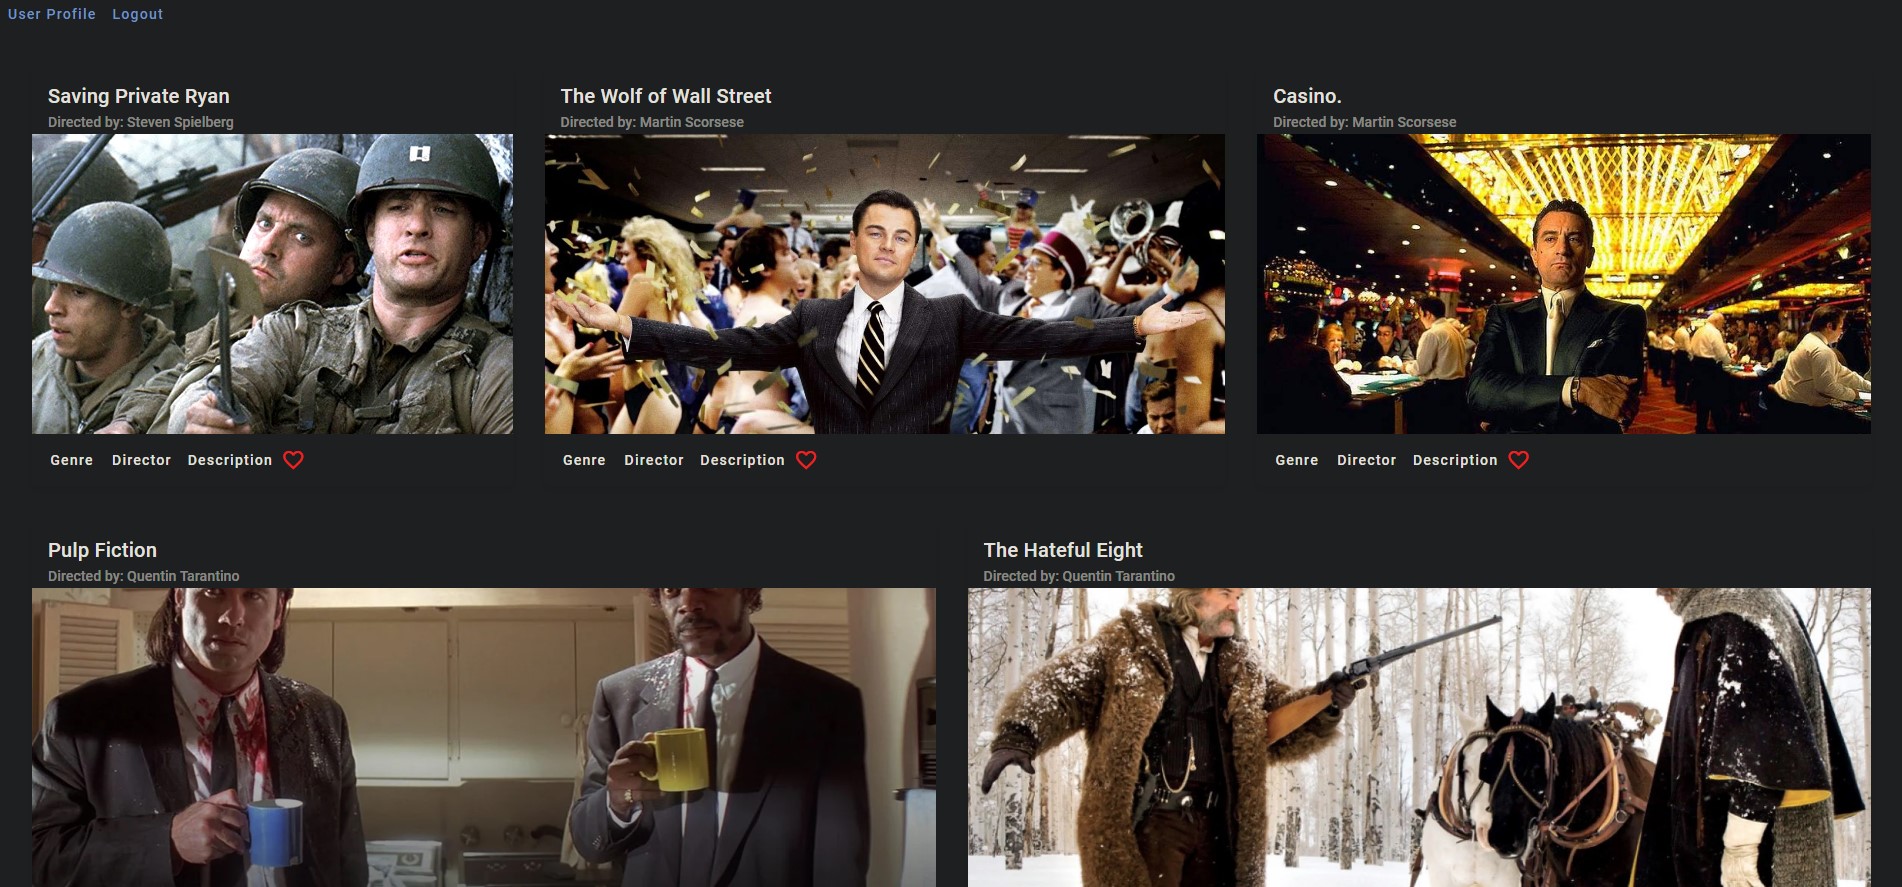 User Profile Logout
Saving Private Ryan
Directed by: Steven Spielberg
The Wolf of Wall Street
Directed by: Martin Scorsese
Casino.
Directed by: Martin Scorsese
Genre Director Description
Genre Director Description
Genre Director Description
Pulp Fiction
Directed by: Quentin Tarantino
The Hateful Eight
Directed by: Quentin Tarantino